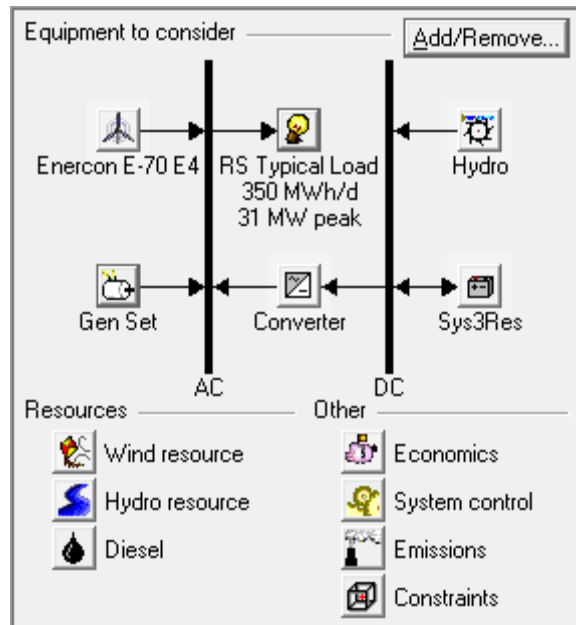 Equipment to consider
Add/Remove...
Enercon E-70 E4
RS Typical Load
350 MWh/d
31 MW peak
Hydro
Gen Set
Converter
Sys3Res
AC
DC
Resources
Other
Wind resource
Economics
Hydro resource
System control
Diesel
Emissions
Constraints